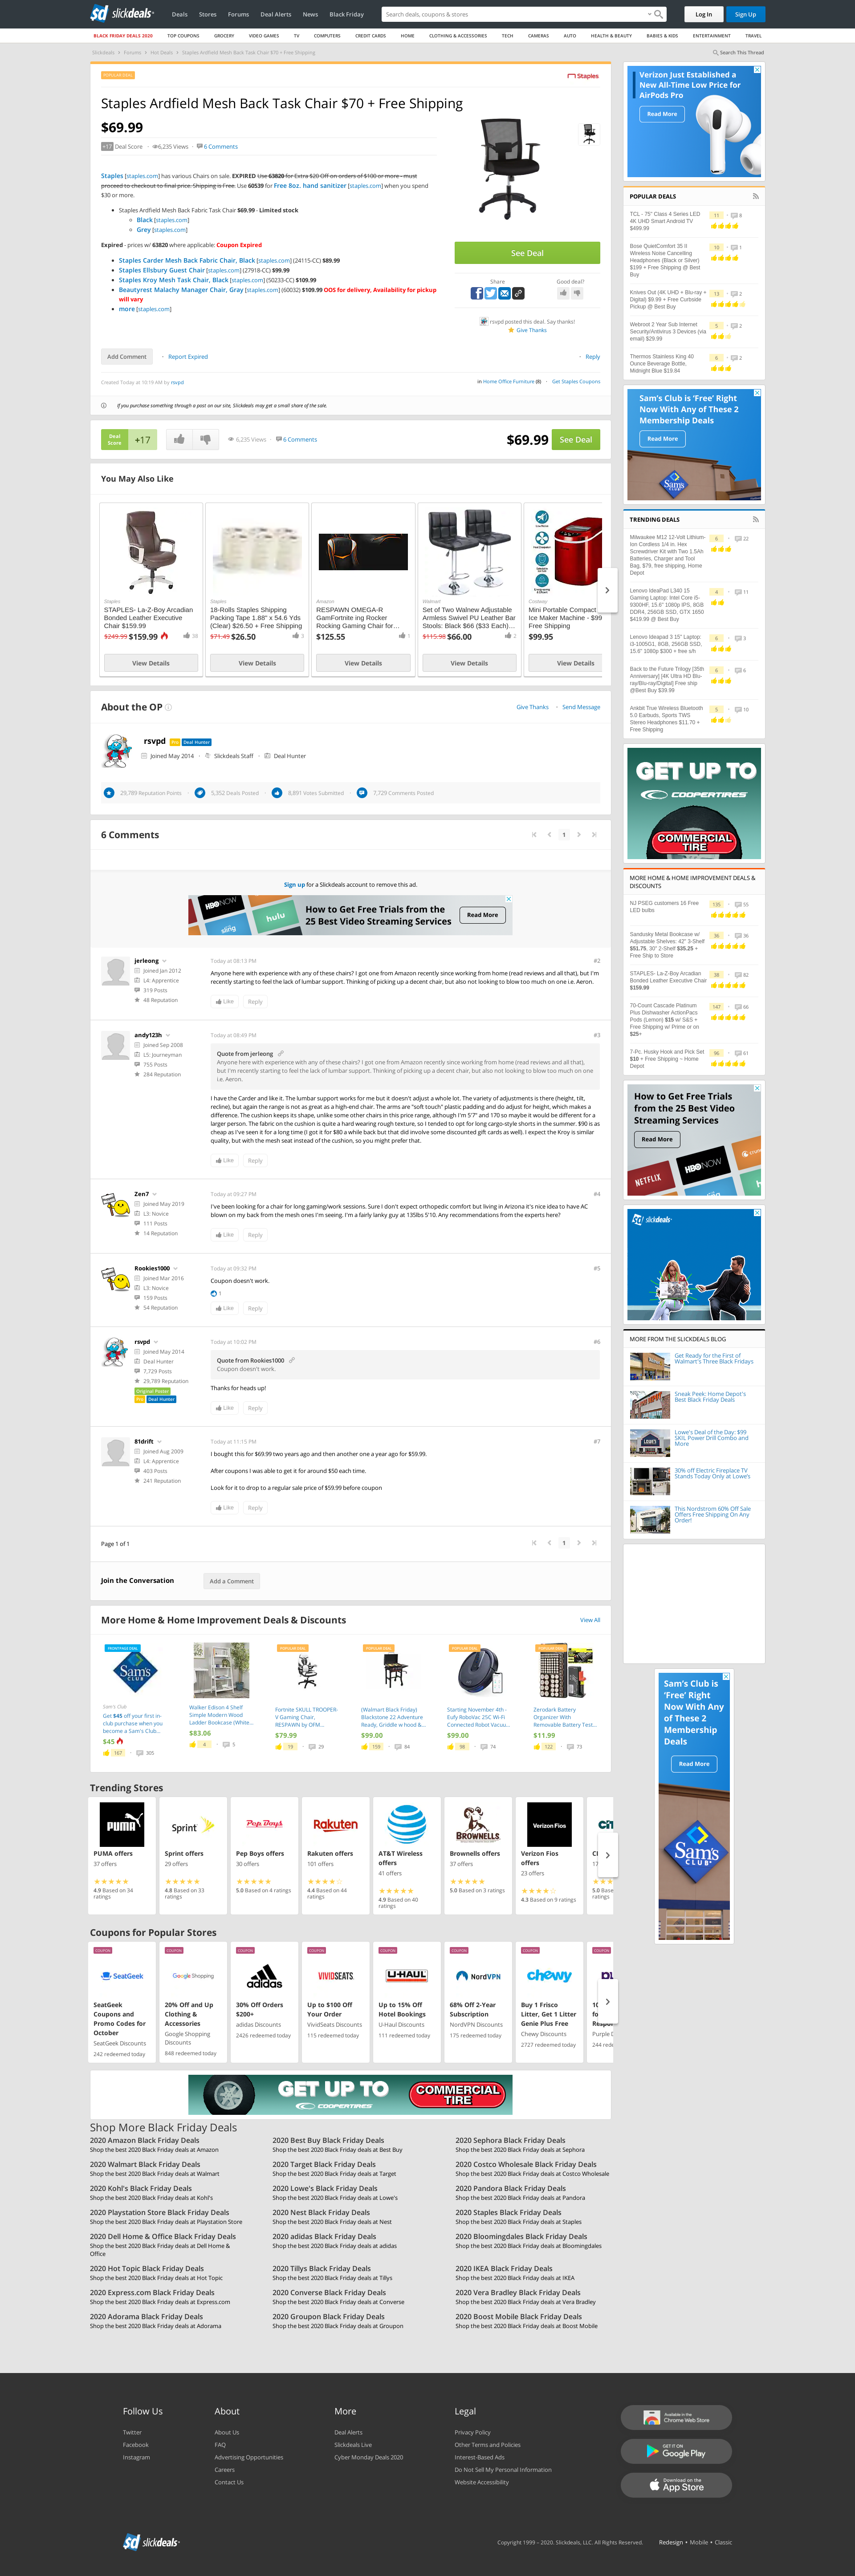 slickdeals
Deals Stores Forums Deal Alerts News Black Friday
Search deals, coupons & stores
Log In Sign Up
BLACK FRIDAY DEALS 2020 TOP COUPONS GROCERY VIDEO GAMES TV COMPUTERS CREDIT CARDS HOME CLOTHING & ACCESSORIES TECH CAMERAS AUTO HEALTH & BEAUTY BABIES & KIDS ENTERTAINMENT TRAVEL
Slickdeals Forums Hot Deals Staples Ardfield Mesh Back Task Chair $70 + Free Shipping
Search This Thread
POPULAR DEAL
Staples
Staples Ardfield Mesh Back Task Chair $70 + Free Shipping
$69.99
+17 Deal Score 6,235 Views 6 Comments
Staples [staples.com] has various Chairs on sale. EXPIRED Use 63820 for Extra $20 Off on orders of $100 or more - must
proceed to checkout to final price. Shipping is Free. Use 60539 for Free 8oz. hand sanitizer [staples.com] when you spend
$30 or more.
Staples Ardfield Mesh Back Fabric Task Chair $69.99 - Limited stock
Black [staples.com]
Grey [staples.com]
Expired - prices w/ 63820 where applicable: Coupon Expired
Staples Carder Mesh Back Fabric Chair, Black [staples.com] (24115-CC) $89.99
Staples Ellsbury Guest Chair [staples.com] (27918-CC) $99.99
Staples Kroy Mesh Task Chair, Black [staples.com] (50233-CC) $109.99
Beautyrest Malachy Manager Chair, Gray [staples.com] (60032) $109.99 OOS for delivery, Availability for pickup
will vary
more [staples.com]
See Deal
Share
Good deal?
rsvpd posted this deal. Say thanks!
Give Thanks
Add Comment Report Expired Reply
Created Today at 10:19 AM by rsvpd
in Home Office Furniture (8) Get Staples Coupons
If you purchase something through a post on our site, Slickdeals may get a small share of the sale.
Deal Score +17 6,235 Views 6 Comments $69.99 See Deal
You May Also Like
Staples
STAPLES- La-Z-Boy Arcadian
Bonded Leather Executive
Chair $159.99
$249.99 $159.99 38
View Details
Staples
18-Rolls Staples Shipping
Packing Tape 1.88" x 54.6 Yds
(Clear) $26.50 + Free Shipping
$71.49 $26.50 3
View Details
Amazon
RESPAWN OMEGA-R
GamFortnite ing Rocker
Rocking Gaming Chair for...
$125.55 1
View Details
Walmart
Set of Two Walnew Adjustable
Armless Swivel PU Leather Bar
Stools: Black $66 ($33 Each)...
$115.98 $66.00 2
View Details
Costway
Mini Portable Compact
Ice Maker Machine - $99
Free Shipping
$99.95
View Details
About the OP
Give Thanks Send Message
rsvpd Pro Deal Hunter
Joined May 2014 Slickdeals Staff Deal Hunter
29,789 Reputation Points 5,352 Deals Posted 8,891 Votes Submitted 7,729 Comments Posted
6 Comments
1
Sign up for a Slickdeals account to remove this ad.
HBO NOW
hulu
How to Get Free Trials from the
25 Best Video Streaming Services
Read More
jerleong
Joined Jan 2012
L4: Apprentice
319 Posts
48 Reputation
Today at 08:13 PM
#2
Anyone here with experience with any of these chairs? I got one from Amazon recently since working from home (read reviews and all that), but I'm
recently starting to feel the lack of lumbar support. Thinking of picking up a decent chair, but also not looking to blow too much on one i.e. Aeron.
Like Reply
andy123h
Joined Sep 2008
L5: Journeyman
755 Posts
284 Reputation
Today at 08:49 PM
#3
Quote from jerleong
Anyone here with experience with any of these chairs? I got one from Amazon recently since working from home (read reviews and all that),
but I'm recently starting to feel the lack of lumbar support. Thinking of picking up a decent chair, but also not looking to blow too much on one
i.e. Aeron.
I have the Carder and like it. The lumbar support works for me but it doesn't adjust a whole lot. The variety of adjustments is there (height, tilt,
recline), but again the range is not as great as a high-end chair. The arms are "soft touch" plastic padding and do adjust for height, which makes a
difference. The cushion keeps its shape, unlike some other chairs in this price range, although I'm 5'7" and 170 so maybe it would be different for a
larger person. The fabric on the cushion is quite a hard wearing rough texture, so I tended to opt for long cargo-style shorts in the summer. $90 is as
cheap as I've seen it for a long time (I got it for $80 a while back but that did involve some discounted gift cards as well). I expect the Kroy is similar
quality, but with the mesh seat instead of the cushion, so you might prefer that.
Like Reply
Zen7
Joined May 2019
L3: Novice
111 Posts
14 Reputation
Today at 09:27 PM
#4
I've been looking for a chair for long gaming/work sessions. Sure I don't expect orthopedic comfort but living in Arizona it's nice idea to have AC
blown on my back from the mesh ones I'm seeing. I'm a fairly lanky guy at 135lbs 5'10. Any recommendations from the experts here?
Like Reply
Rookies1000
Joined Mar 2016
L3: Novice
159 Posts
54 Reputation
Today at 09:32 PM
#5
Coupon doesn't work.
1
Like Reply
rsvpd
Joined May 2014
Deal Hunter
7,729 Posts
29,789 Reputation
Original Poster
Pro Deal Hunter
Today at 10:02 PM
#6
Quote from Rookies1000
Coupon doesn't work.
Thanks for heads up!
Like Reply
81drift
Joined Aug 2009
L4: Apprentice
403 Posts
241 Reputation
Today at 11:15 PM
#7
I bought this for $69.99 two years ago and then another one a year ago for $59.99.
After coupons I was able to get it for around $50 each time.
Look for it to drop to a regular sale price of $59.99 before coupon
Like Reply
Page 1 of 1
1
Join the Conversation Add a Comment
More Home & Home Improvement Deals & Discounts
View All
FRONTPAGE DEAL
Sam's Club
Sam's Club
Get $45 off your first in-
club purchase when you
become a Sam's Club...
$45
167 305
Walker Edison 4 Shelf
Simple Modern Wood
Ladder Bookcase (White...
$83.06
4 5
POPULAR DEAL
Fortnite SKULL TROOPER-
V Gaming Chair,
RESPAWN by OFM...
$79.99
19 29
POPULAR DEAL
(Walmart Black Friday)
Blackstone 22 Adventure
Ready, Griddle w hood &...
$99.00
159 84
POPULAR DEAL
Starting November 4th -
Eufy RoboVac 25C Wi-Fi
Connected Robot Vacuu...
$99.00
98 74
POPULAR DEAL
Zerodark Battery
Organizer With
Removable Battery Test...
$11.99
122 73
Trending Stores
PUMA
PUMA offers
37 offers
4.9 Based on 34
ratings
Sprint
Sprint offers
29 offers
4.8 Based on 33
ratings
Pep Boys
Pep Boys offers
30 offers
5.0 Based on 4 ratings
Rakuten
Rakuten offers
101 offers
4.4 Based on 44
ratings
AT&T Wireless
offers
41 offers
4.9 Based on 40
ratings
BROWNELLS
Brownells offers
37 offers
5.0 Based on 3 ratings
Verizon Fios
Verizon Fios
offers
23 offers
4.3 Based on 9 ratings
Coupons for Popular Stores
COUPON
SeatGeek
SeatGeek
Coupons and
Promo Codes for
October
SeatGeek Discounts
242 redeemed today
COUPON
Google Shopping
20% Off and Up
Clothing &
Accessories
Google Shopping
Discounts
848 redeemed today
COUPON
adidas
30% Off Orders
$200+
adidas Discounts
2426 redeemed today
COUPON
VIVIDSEATS
Up to $100 Off
Your Order
VividSeats Discounts
115 redeemed today
COUPON
U-HAUL
Up to 15% Off
Hotel Bookings
U-Haul Discounts
111 redeemed today
COUPON
NordVPN
68% Off 2-Year
Subscription
NordVPN Discounts
175 redeemed today
COUPON
chewy
Buy 1 Frisco
Litter, Get 1 Litter
Genie Plus Free
Chewy Discounts
2727 redeemed today
COUPON
GET UP TO COOPERTIRES COMMERCIAL TIRE
Shop More Black Friday Deals
2020 Amazon Black Friday Deals
Shop the best 2020 Black Friday deals at Amazon
2020 Best Buy Black Friday Deals
Shop the best 2020 Black Friday deals at Best Buy
2020 Sephora Black Friday Deals
Shop the best 2020 Black Friday deals at Sephora
2020 Walmart Black Friday Deals
Shop the best 2020 Black Friday deals at Walmart
2020 Target Black Friday Deals
Shop the best 2020 Black Friday deals at Target
2020 Costco Wholesale Black Friday Deals
Shop the best 2020 Black Friday deals at Costco Wholesale
2020 Kohl's Black Friday Deals
Shop the best 2020 Black Friday deals at Kohl's
2020 Lowe's Black Friday Deals
Shop the best 2020 Black Friday deals at Lowe's
2020 Pandora Black Friday Deals
Shop the best 2020 Black Friday deals at Pandora
2020 Playstation Store Black Friday Deals
Shop the best 2020 Black Friday deals at Playstation Store
2020 Nest Black Friday Deals
Shop the best 2020 Black Friday deals at Nest
2020 Staples Black Friday Deals
Shop the best 2020 Black Friday deals at Staples
2020 Dell Home & Office Black Friday Deals
Shop the best 2020 Black Friday deals at Dell Home &
Office
2020 adidas Black Friday Deals
Shop the best 2020 Black Friday deals at adidas
2020 Bloomingdales Black Friday Deals
Shop the best 2020 Black Friday deals at Bloomingdales
2020 Hot Topic Black Friday Deals
Shop the best 2020 Black Friday deals at Hot Topic
2020 Tillys Black Friday Deals
Shop the best 2020 Black Friday deals at Tillys
2020 IKEA Black Friday Deals
Shop the best 2020 Black Friday deals at IKEA
2020 Express.com Black Friday Deals
Shop the best 2020 Black Friday deals at Express.com
2020 Converse Black Friday Deals
Shop the best 2020 Black Friday deals at Converse
2020 Vera Bradley Black Friday Deals
Shop the best 2020 Black Friday deals at Vera Bradley
2020 Adorama Black Friday Deals
Shop the best 2020 Black Friday deals at Adorama
2020 Groupon Black Friday Deals
Shop the best 2020 Black Friday deals at Groupon
2020 Boost Mobile Black Friday Deals
Shop the best 2020 Black Friday deals at Boost Mobile
Verizon Just Established a
New All-Time Low Price for
AirPods Pro
Read More
POPULAR DEALS
TCL - 75" Class 4 Series LED
4K UHD Smart Android TV
$499.99
11 8
Bose QuietComfort 35 II
Wireless Noise Cancelling
Headphones (Black or Silver)
$199 + Free Shipping @ Best
Buy
10 1
Knives Out (4K UHD + Blu-ray +
Digital) $9.99 + Free Curbside
Pickup @ Best Buy
13 2
Webroot 2 Year Sub Internet
Security/Antivirus 3 Devices (via
email) $29.99
5 2
Thermos Stainless King 40
Ounce Beverage Bottle,
Midnight Blue $19.84
6 2
Sam's Club is 'Free' Right
Now With Any of These 2
Membership Deals
Read More
TRENDING DEALS
Milwaukee M12 12-Volt Lithium-
Ion Cordless 1/4 in. Hex
Screwdriver Kit with Two 1.5Ah
Batteries, Charger and Tool
Bag, $79, free shipping, Home
Depot
6 22
Lenovo IdeaPad L340 15
Gaming Laptop: Intel Core i5-
9300HF, 15.6" 1080p IPS, 8GB
DDR4, 256GB SSD, GTX 1650
$419.99 @ Best Buy
4 11
Lenovo Ideapad 3 15" Laptop:
i3-1005G1, 8GB, 256GB SSD,
15.6" 1080p $300 + free s/h
6 3
Back to the Future Trilogy [35th
Anniversary] [4K Ultra HD Blu-
ray/Blu-ray/Digital] Free ship
@Best Buy $39.99
6 6
Ankbit True Wireless Bluetooth
5.0 Earbuds, Sports TWS
Stereo Headphones $11.70 +
Free Shipping
5 10
GET UP TO
COOPERTIRES
COMMERCIAL TIRE
MORE HOME & HOME IMPROVEMENT DEALS &
DISCOUNTS
NJ PSEG customers 16 Free
LED bulbs
135 55
Sandusky Metal Bookcase w/
Adjustable Shelves: 42" 3-Shelf
$51.75, 30" 2-Shelf $35.25 +
Free Ship to Store
36 36
STAPLES- La-Z-Boy Arcadian
Bonded Leather Executive Chair
$159.99
38 82
70-Count Cascade Platinum
Plus Dishwasher ActionPacs
Pods (Lemon) $15 w/ S&S +
Free Shipping w/ Prime or on
$25+
147 66
7-Pc. Husky Hook and Pick Set
$10 + Free Shipping ~ Home
Depot
96 61
How to Get Free Trials
from the 25 Best Video
Streaming Services
Read More
NETFLIX
slickdeals
MORE FROM THE SLICKDEALS BLOG
Get Ready for the First of
Walmart's Three Black Fridays
Sneak Peek: Home Depot's
Best Black Friday Deals
Lowe's Deal of the Day: $99
SKIL Power Drill Combo and
More
30% off Electric Fireplace TV
Stands Today Only at Lowe's
This Nordstrom 60% Off Sale
Offers Free Shipping On Any
Order!
Sam's Club is
'Free' Right
Now With Any
of These 2
Membership
Deals
Read More
Sam's CLUB
Follow Us
Twitter
Facebook
Instagram
About
About Us
FAQ
Advertising Opportunities
Careers
Contact Us
More
Deal Alerts
Slickdeals Live
Cyber Monday Deals 2020
Legal
Privacy Policy
Other Terms and Policies
Interest-Based Ads
Do Not Sell My Personal Information
Website Accessibility
Available in the
Chrome Web Store
GET IT ON
Google Play
Download on the
App Store
slickdeals
Copyright 1999 - 2020. Slickdeals, LLC. All Rights Reserved. Redesign • Mobile • Classic